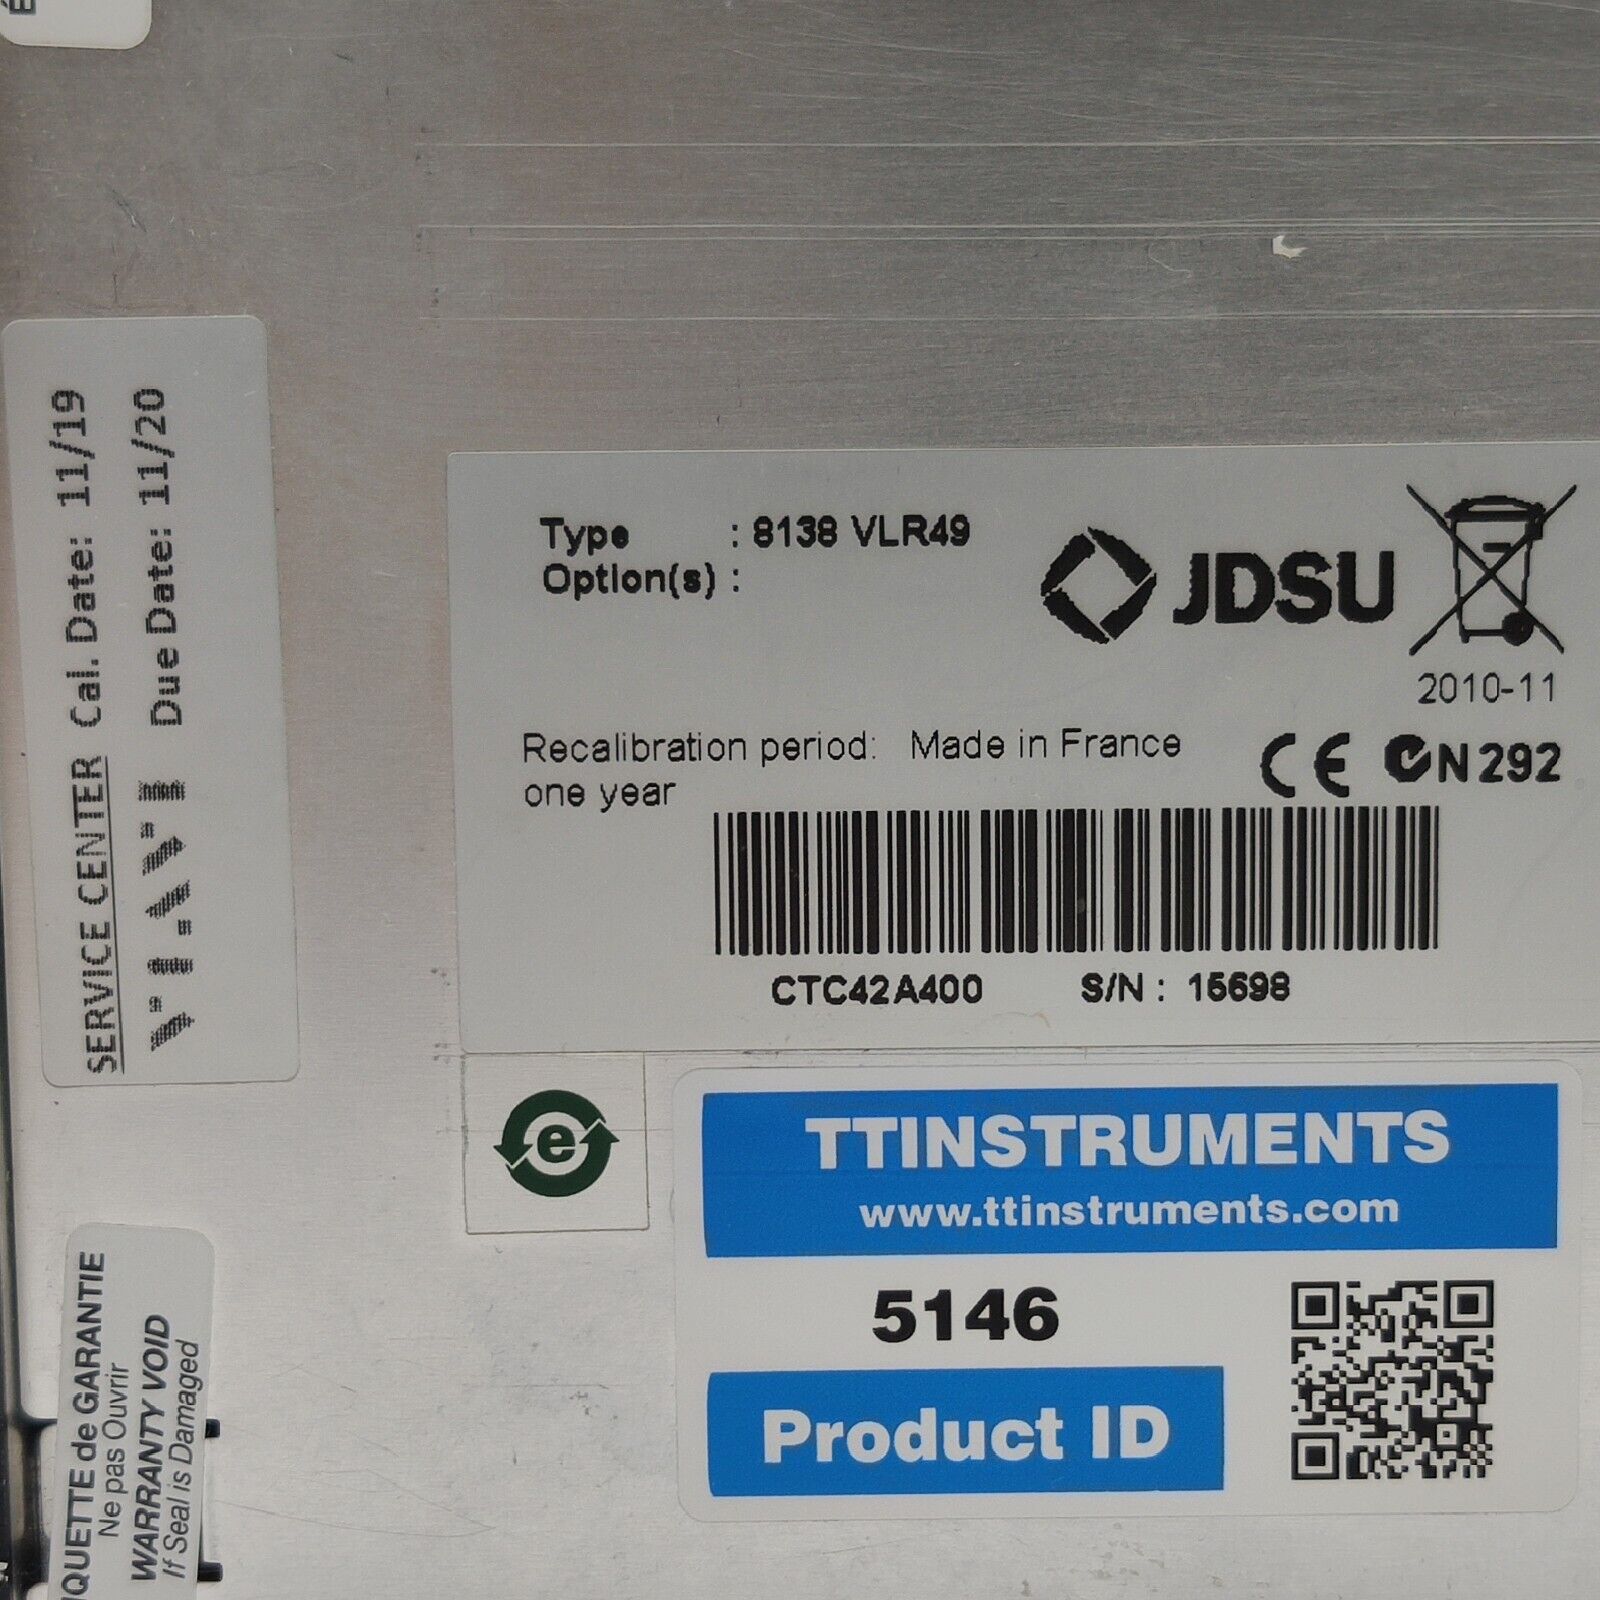 SERVICE CENTER Cal. Date: 11/19
VIAVI Due Date: 11/20
Type : 8138 VLR49
Option(s) :
JDSU
2010-11
Recalibration period: Made in France
one year
CE N292
CTC42A400 S/N : 15698
e
TTINSTRUMENTS
www.ttinstruments.com
5146
Product ID
IQUETTE de GARANTIE
Ne pas Ouvrir
WARRANTY VOID
If Seal is Damaged